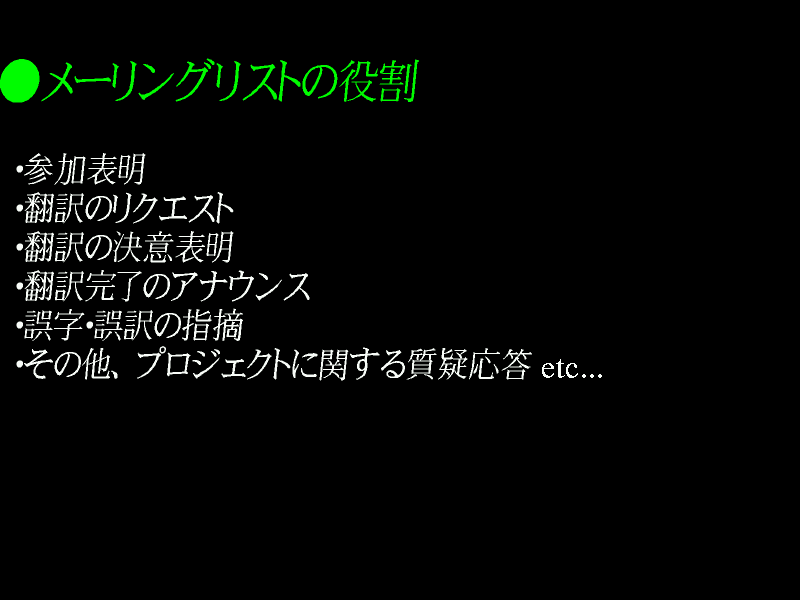 ●メーリングリストの役割
・参加表明
・翻訳のリクエスト
・翻訳の決意表明
・翻訳完了のアナウンス
・誤字・誤訳の指摘
・その他、プロジェクトに関する質疑応答 etc...